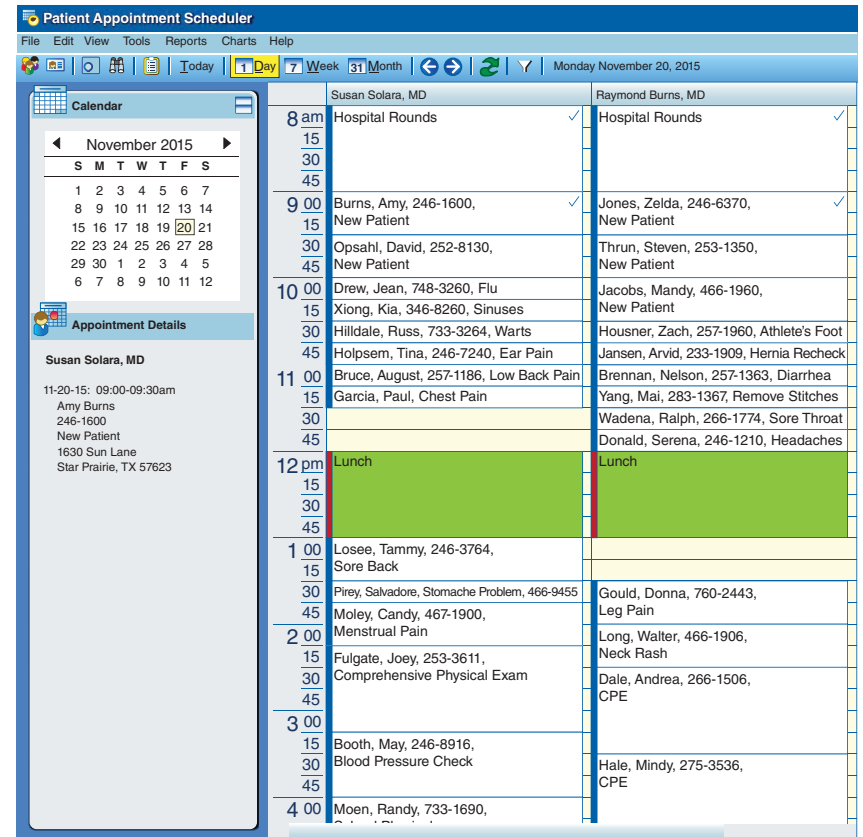 Patient Appointment Scheduler
File Edit View Tools Reports Charts Help
Today 1 Day 7 Week 31 Month Monday November 20, 2015
Calendar
November 2015
S M T W T F S
1 2 3 4 5 6 7
8 9 10 11 12 13 14
15 16 17 18 19 20 21
22 23 24 25 26 27 28
29 30 1 2 3 4 5
6 7 8 9 10 11 12
Appointment Details
Susan Solara, MD
11-20-15: 09:00-09:30am
Amy Burns
246-1600
New Patient
1630 Sun Lane
Star Prairie, TX 57623
Susan Solara, MD Raymond Burns, MD
8 am Hospital Rounds Hospital Rounds
15
30
45
9 00 Burns, Amy, 246-1600, Jones, Zelda, 246-6370,
15 New Patient New Patient
30 Opsahl, David, 252-8130, Thrun, Steven, 253-1350,
45 New Patient New Patient
10 00 Drew, Jean, 748-3260, Flu Jacobs, Mandy, 466-1960,
15 Xiong, Kia, 346-8260, Sinuses New Patient
30 Hilldale, Russ, 733-3264, Warts Housner, Zach, 257-1960, Athlete's Foot
45 Holpsem, Tina, 246-7240, Ear Pain Jansen, Arvid, 233-1909, Hernia Recheck
11 00 Bruce, August, 257-1186, Low Back Pain Brennan, Nelson, 257-1363, Diarrhea
15 Garcia, Paul, Chest Pain Yang, Mai, 283-1367, Remove Stitches
30 Wadena, Ralph, 266-1774, Sore Throat
45 Donald, Serena, 246-1210, Headaches
12 pm Lunch Lunch
15
30
45
1 00 Losee, Tammy, 246-3764,
15 Sore Back
30 Pirey, Salvadore, Stomache Problem, 466-9455 Gould, Donna, 760-2443,
45 Moley, Candy, 467-1900, Leg Pain
2 00 Menstrual Pain Long, Walter, 466-1906,
15 Fulgate, Joey, 253-3611, Neck Rash
30 Comprehensive Physical Exam Dale, Andrea, 266-1506,
45 CPE
3 00
15 Booth, May, 246-8916,
30 Blood Pressure Check Hale, Mindy, 275-3536,
45 CPE
4 00 Moen, Randy, 733-1690,